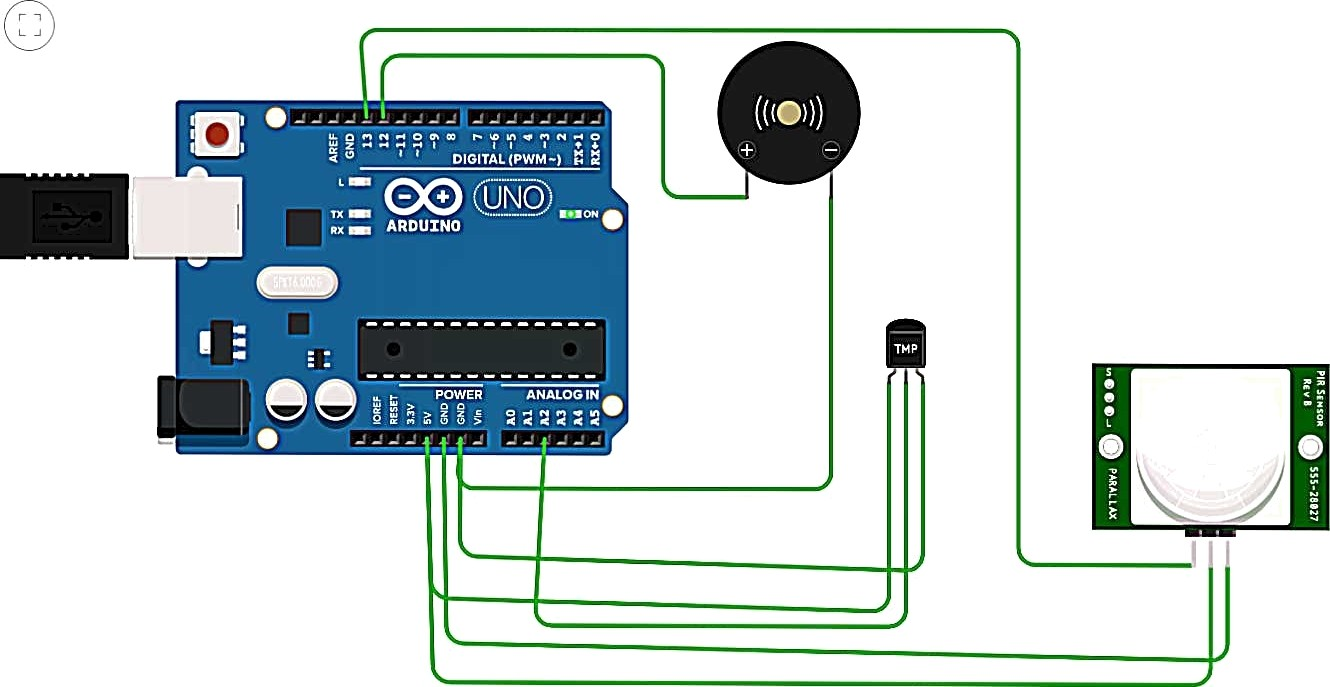 AREF
GND
13
12
~11
~10
~9
8
7
~6
~5
4
~3
2
TX→1
RX←0
DIGITAL (PWM~)
L
TX
RX
UNO
ARDUINO
ON
TMP
POWER
ANALOG IN
IOREF
RESET
3.3V
5V
GND
GND
Vin
A0
A1
A2
A3
A4
A5
S
L
PARALLAX
PIR SENSOR
REV B
555-28027